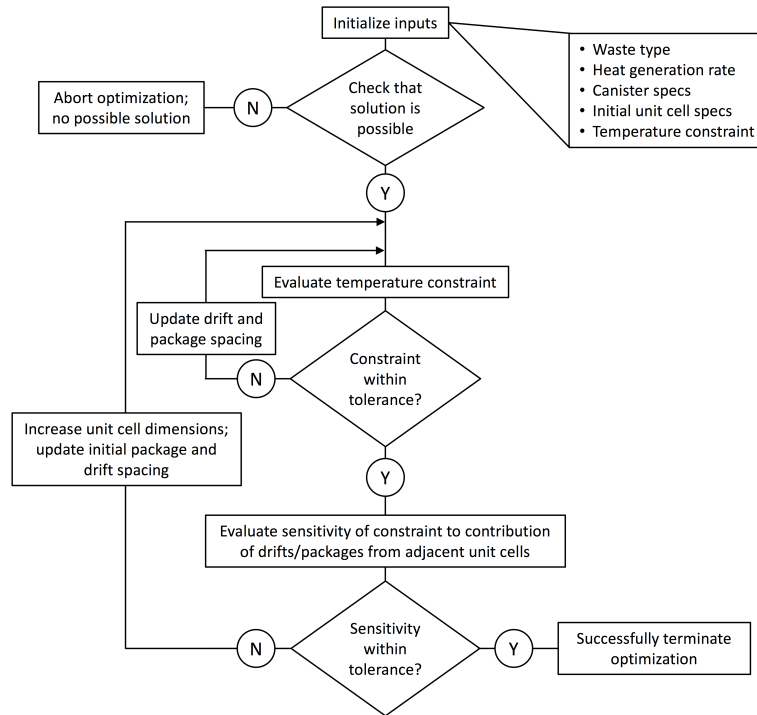 Initialize inputs
• Waste type
• Heat generation rate
• Canister specs
• Initial unit cell specs
• Temperature constraint
Check that
solution is
possible
N
Abort optimization;
no possible solution
Y
Evaluate temperature constraint
Update drift and
package spacing
Constraint
within
tolerance?
N
Increase unit cell dimensions;
update initial package and
drift spacing
Y
Evaluate sensitivity of constraint to contribution
of drifts/packages from adjacent unit cells
N
Sensitivity
within
tolerance?
Y
Successfully terminate
optimization